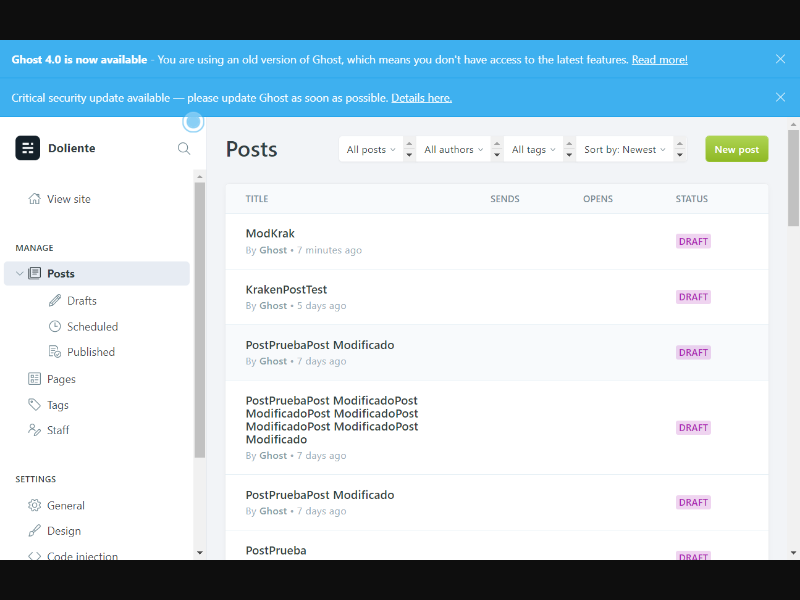 Ghost 4.0 is now available - You are using an old version of Ghost, which means you don't have access to the latest features. Read more!
Critical security update available — please update Ghost as soon as possible. Details here.
Doliente
View site
MANAGE
Posts
Drafts
Scheduled
Published
Pages
Tags
Staff
SETTINGS
General
Design
Code injection
Posts
All posts
All authors
All tags
Sort by: Newest
New post
TITLE SENDS OPENS STATUS
ModKrak
By Ghost • 7 minutes ago
DRAFT
KrakenPostTest
By Ghost • 5 days ago
DRAFT
PostPruebaPost Modificado
By Ghost • 7 days ago
DRAFT
PostPruebaPost ModificadoPost
ModificadoPost ModificadoPost
ModificadoPost ModificadoPost
Modificado
By Ghost • 7 days ago
DRAFT
PostPruebaPost Modificado
By Ghost • 7 days ago
DRAFT
PostPrueba
DRAFT